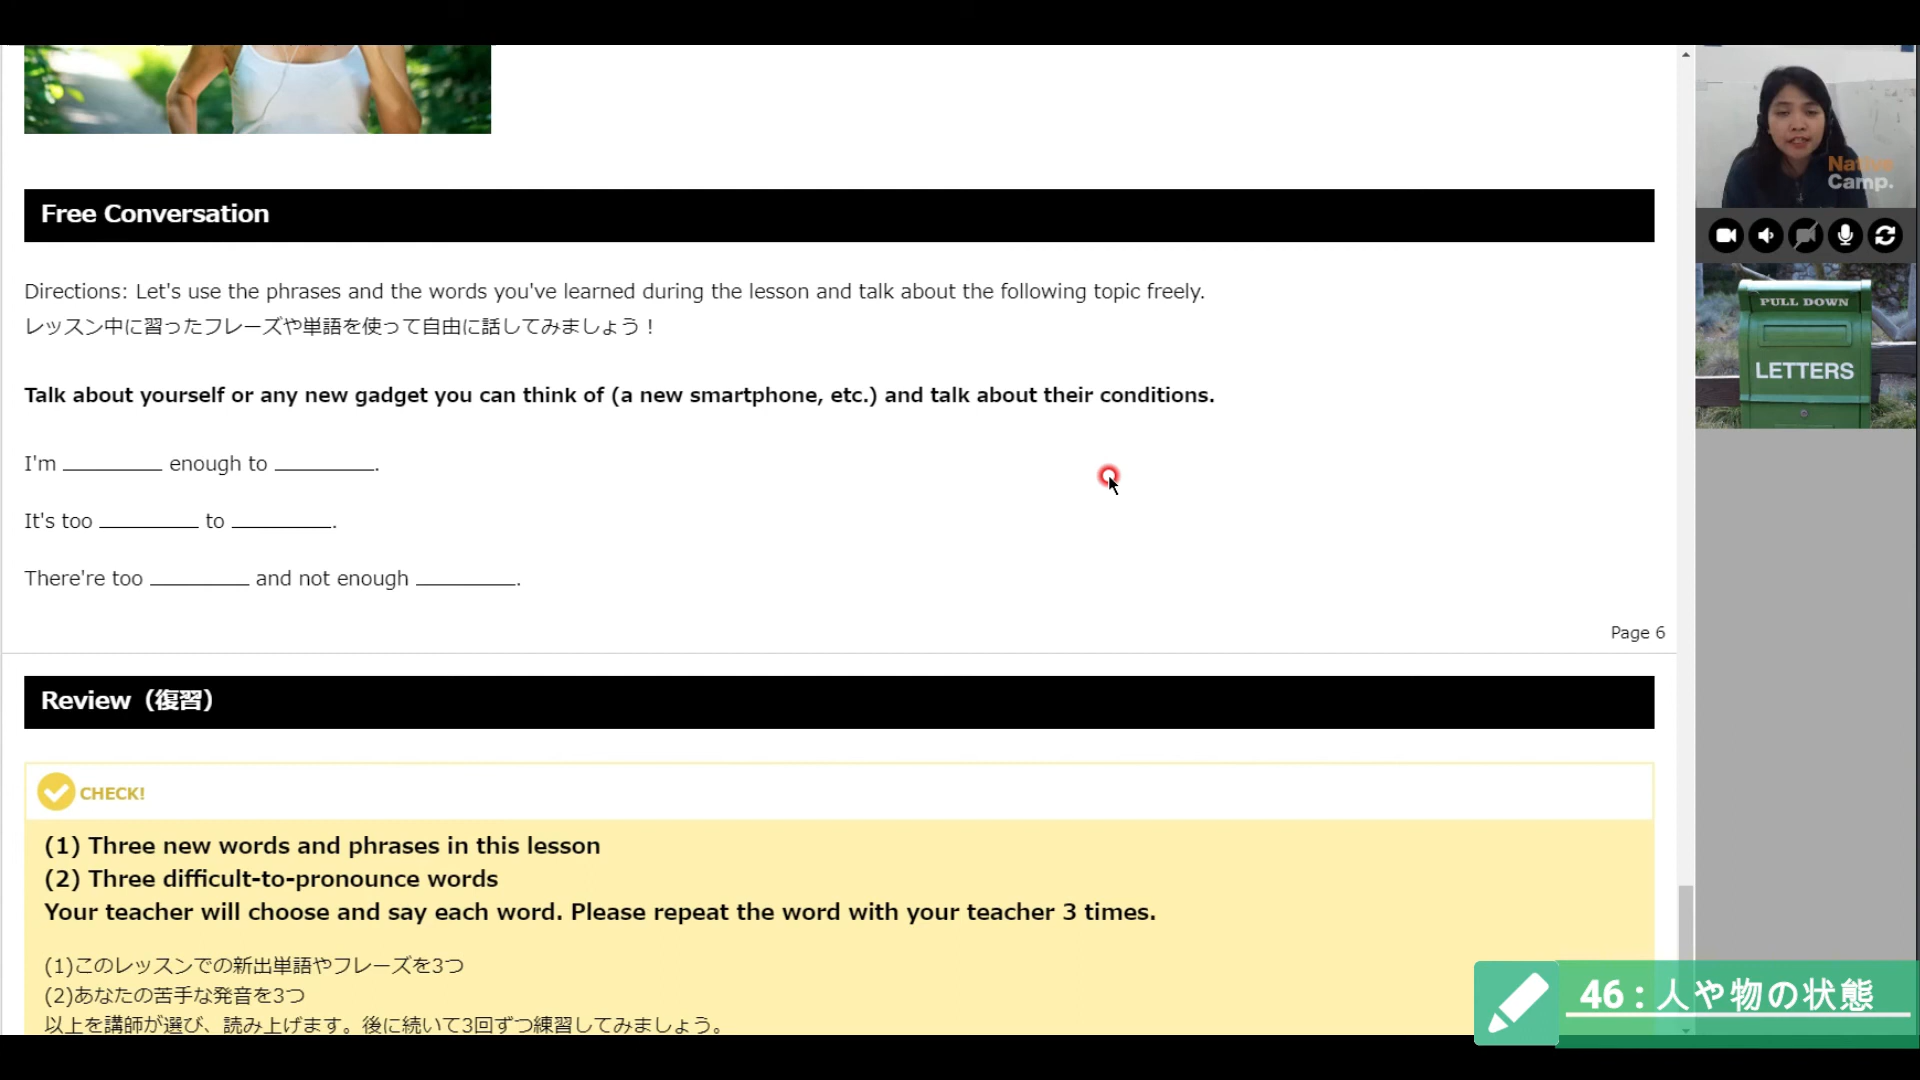 Free Conversation
Directions: Let's use the phrases and the words you've learned during the lesson and talk about the following topic freely.
レッスン中に習ったフレーズや単語を使って自由に話してみましょう！
Talk about yourself or any new gadget you can think of (a new smartphone, etc.) and talk about their conditions.
I'm _________ enough to _________.
It's too _________ to _________.
There're too _________ and not enough _________.
Page 6
Review（復習）
CHECK!
(1) Three new words and phrases in this lesson
(2) Three difficult-to-pronounce words
Your teacher will choose and say each word. Please repeat the word with your teacher 3 times.
(1)このレッスンでの新出単語やフレーズを3つ
(2)あなたの苦手な発音を3つ
以上を講師が選び、読み上げます。後に続いて3回ずつ練習してみましょう。
Native
Camp.
PULL DOWN
LETTERS
46 : 人や物の状態